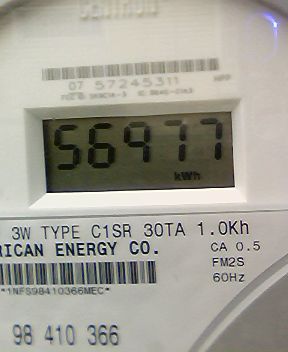 07 57245311
56977
kWh
3W TYPE C1SR 30TA 1.0Kh
RICAN ENERGY CO.
CA 0.5
FM2S
60Hz
*1NFS98410366MEC*
98 410 366